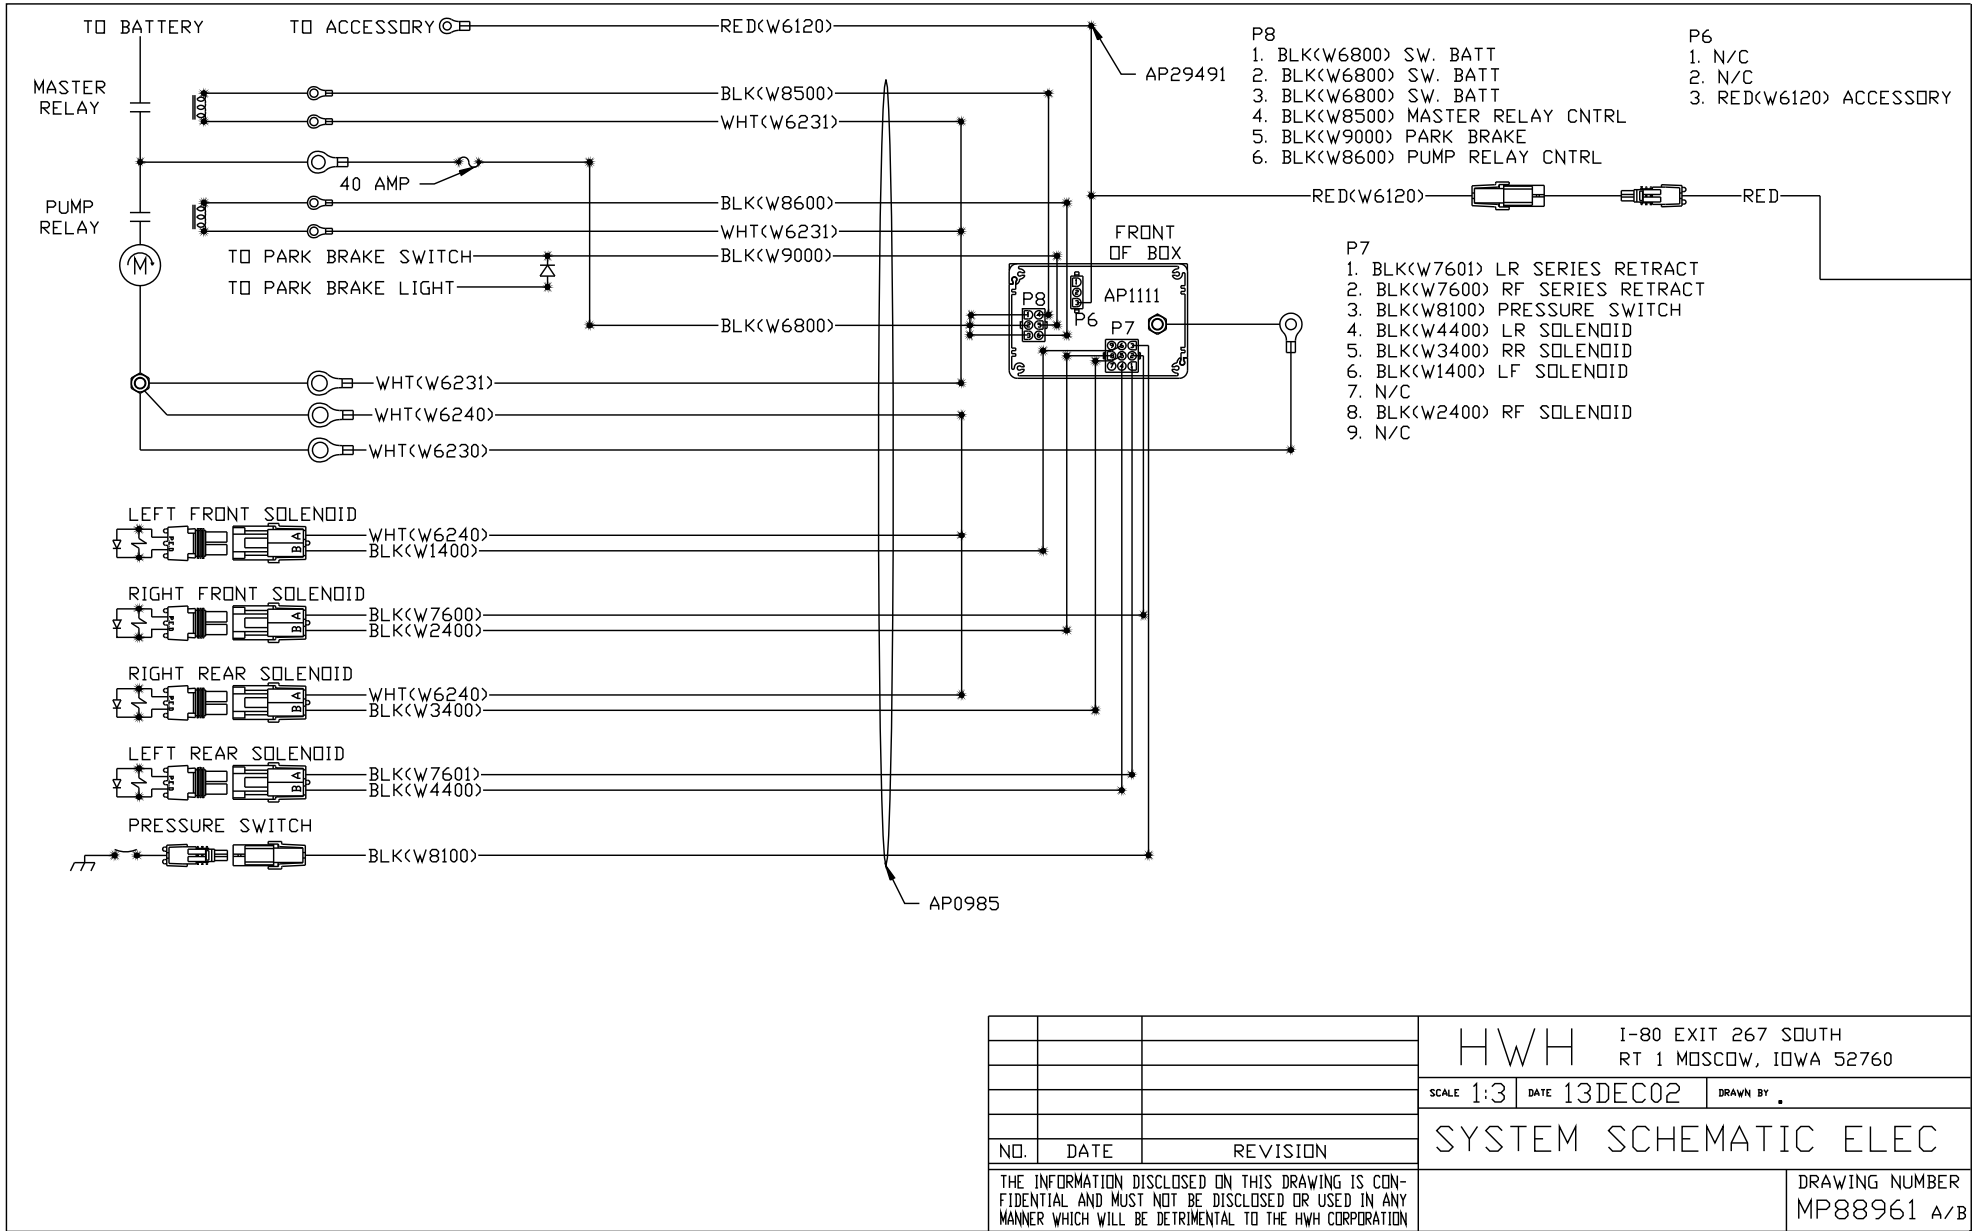 TO BATTERY
TO ACCESSORY
RED(W6120)
AP29491
MASTER
RELAY
BLK(W8500)
WHT(W6231)
40 AMP
PUMP
RELAY
BLK(W8600)
WHT(W6231)
M
TO PARK BRAKE SWITCH
BLK(W9000)
TO PARK BRAKE LIGHT
BLK(W6800)
P8
1. BLK(W6800) SW. BATT
2. BLK(W6800) SW. BATT
3. BLK(W6800) SW. BATT
4. BLK(W8500) MASTER RELAY CNTRL
5. BLK(W9000) PARK BRAKE
6. BLK(W8600) PUMP RELAY CNTRL
P6
1. N/C
2. N/C
3. RED(W6120) ACCESSORY
RED(W6120)
RED
FRONT
OF BOX
AP1111
P8
P6
P7
P7
1. BLK(W7601) LR SERIES RETRACT
2. BLK(W7600) RF SERIES RETRACT
3. BLK(W8100) PRESSURE SWITCH
4. BLK(W4400) LR SOLENOID
5. BLK(W3400) RR SOLENOID
6. BLK(W1400) LF SOLENOID
7. N/C
8. BLK(W2400) RF SOLENOID
9. N/C
WHT(W6231)
WHT(W6240)
WHT(W6230)
LEFT FRONT SOLENOID
A
B
WHT(W6240)
BLK(W1400)
RIGHT FRONT SOLENOID
A
B
BLK(W7600)
BLK(W2400)
RIGHT REAR SOLENOID
A
B
WHT(W6240)
BLK(W3400)
LEFT REAR SOLENOID
A
B
BLK(W7601)
BLK(W4400)
PRESSURE SWITCH
BLK(W8100)
AP0985
NO. DATE REVISION
THE INFORMATION DISCLOSED ON THIS DRAWING IS CON-
FIDENTIAL AND MUST NOT BE DISCLOSED OR USED IN ANY
MANNER WHICH WILL BE DETRIMENTAL TO THE HWH CORPORATION
HWH
I-80 EXIT 267 SOUTH
RT 1 MOSCOW, IOWA 52760
SCALE 1:3 DATE 13DEC02 DRAWN BY .
SYSTEM SCHEMATIC ELEC
DRAWING NUMBER
MP88961 A/B